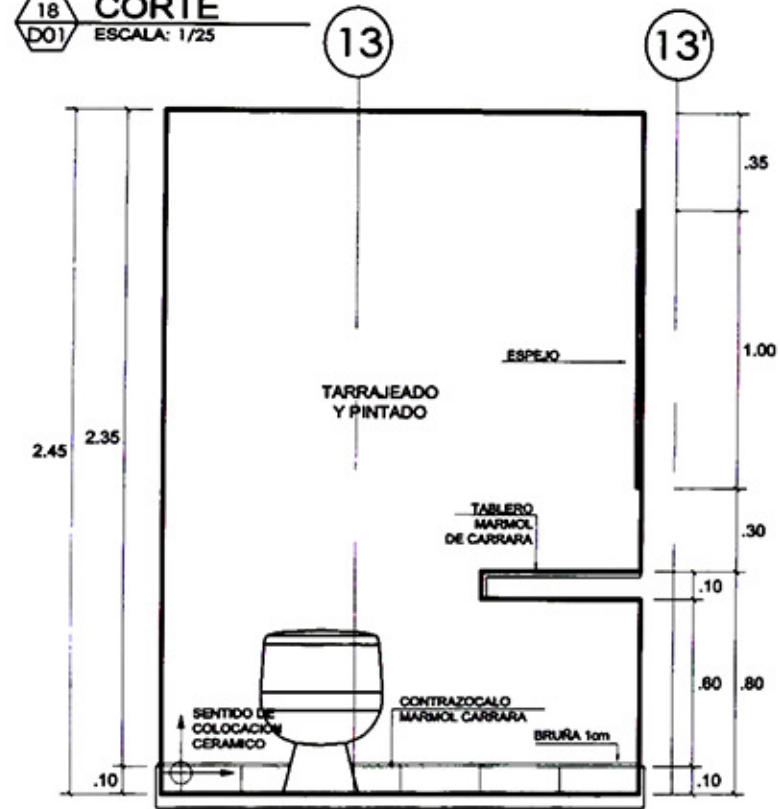 18
D01
CORTE
ESCALA: 1/25
13
13'
.35
ESPEJO
1.00
TARRAJEADO
Y PINTADO
2.45
2.35
TABLERO
MARMOL
DE CARRARA
.30
.10
.60
.80
SENTIDO DE
COLOCACIÓN
CERAMICO
CONTRAZOCALO
MARMOL CARRARA
BRUÑA 1cm
.10
.10